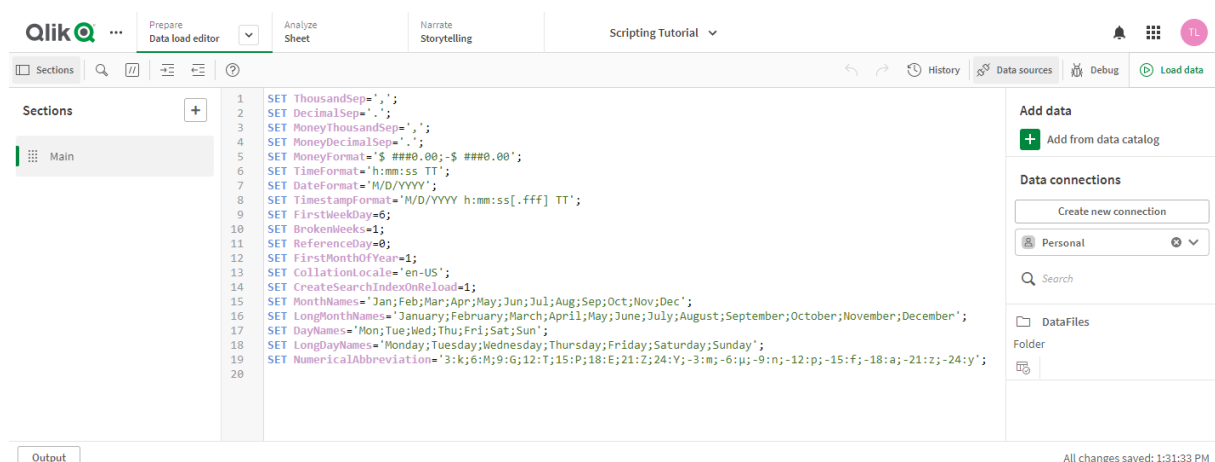 Qlik
Prepare
Data load editor
Analyze
Sheet
Narrate
Storytelling
Scripting Tutorial
TL
Sections
//
History
Data sources
Debug
Load data
Sections
Main
1 SET ThousandSep=',';
2 SET DecimalSep='.';
3 SET MoneyThousandSep=',';
4 SET MoneyDecimalSep='.';
5 SET MoneyFormat='$ ###0.00;-$ ###0.00';
6 SET TimeFormat='h:mm:ss TT';
7 SET DateFormat='M/D/YYYY';
8 SET TimestampFormat='M/D/YYYY h:mm:ss[.fff] TT';
9 SET FirstWeekDay=6;
10 SET BrokenWeeks=1;
11 SET ReferenceDay=0;
12 SET FirstMonthOfYear=1;
13 SET CollationLocale='en-US';
14 SET CreateSearchIndexOnReload=1;
15 SET MonthNames='Jan;Feb;Mar;Apr;May;Jun;Jul;Aug;Sep;Oct;Nov;Dec';
16 SET LongMonthNames='January;February;March;April;May;June;July;August;September;October;November;December';
17 SET DayNames='Mon;Tue;Wed;Thu;Fri;Sat;Sun';
18 SET LongDayNames='Monday;Tuesday;Wednesday;Thursday;Friday;Saturday;Sunday';
19 SET NumericalAbbreviation='3:k;6:M;9:G;12:T;15:P;18:E;21:Z;24:Y;-3:m;-6:μ;-9:n;-12:p;-15:f;-18:a;-21:z;-24:y';
20
Add data
Add from data catalog
Data connections
Create new connection
Personal
Search
DataFiles
Folder
Output
All changes saved: 1:31:33 PM